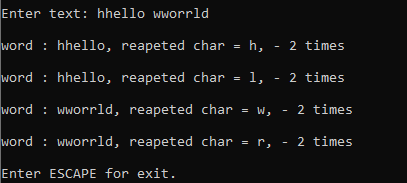 Enter text: hhello wworrld
word : hhello, reapeted char = h, - 2 times
word : hhello, reapeted char = l, - 2 times
word : wworrld, reapeted char = w, - 2 times
word : wworrld, reapeted char = r, - 2 times
Enter ESCAPE for exit.